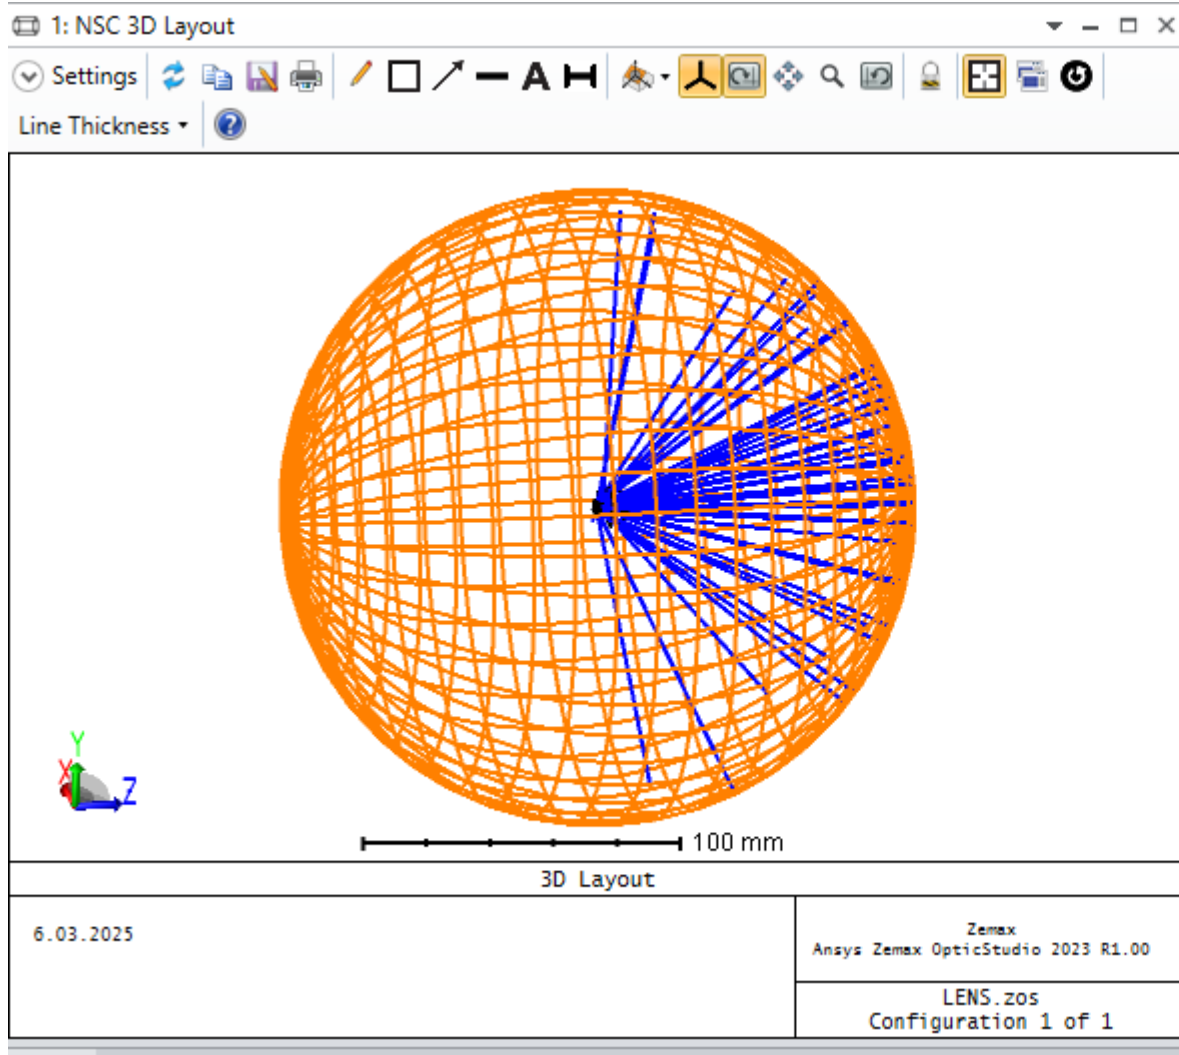 1: NSC 3D Layout
Settings
A
Line Thickness
?
Y
X
Z
100 mm
3D Layout
6.03.2025
Zemax
Ansys Zemax OpticStudio 2023 R1.00
LENS.zos
Configuration 1 of 1